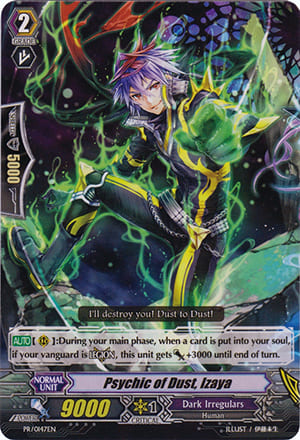 2
GRADE
5000
I'll destroy you! Dust to Dust!
AUTO [ ]:During your main phase, when a card is put into your soul,
if your vanguard is LEGION, this unit gets +3000 until end of turn.
NORMAL UNIT
Psychic of Dust, Izaya
POWER 9000
1
CRITICAL
Dark Irregulars
Human
PR/0147EN
ILLUST /